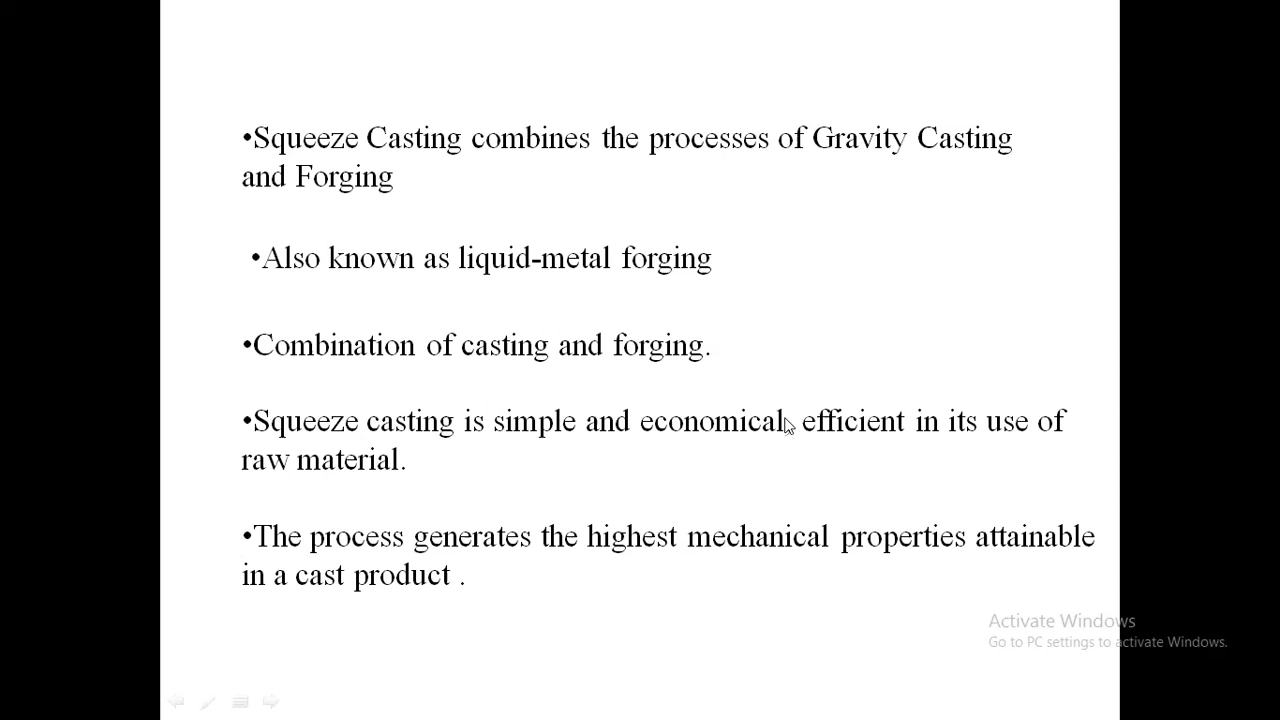 •Squeeze Casting combines the processes of Gravity Casting
and Forging
•Also known as liquid-metal forging
•Combination of casting and forging.
•Squeeze casting is simple and economical, efficient in its use of
raw material.
•The process generates the highest mechanical properties attainable
in a cast product .
Activate Windows
Go to PC settings to activate Windows.